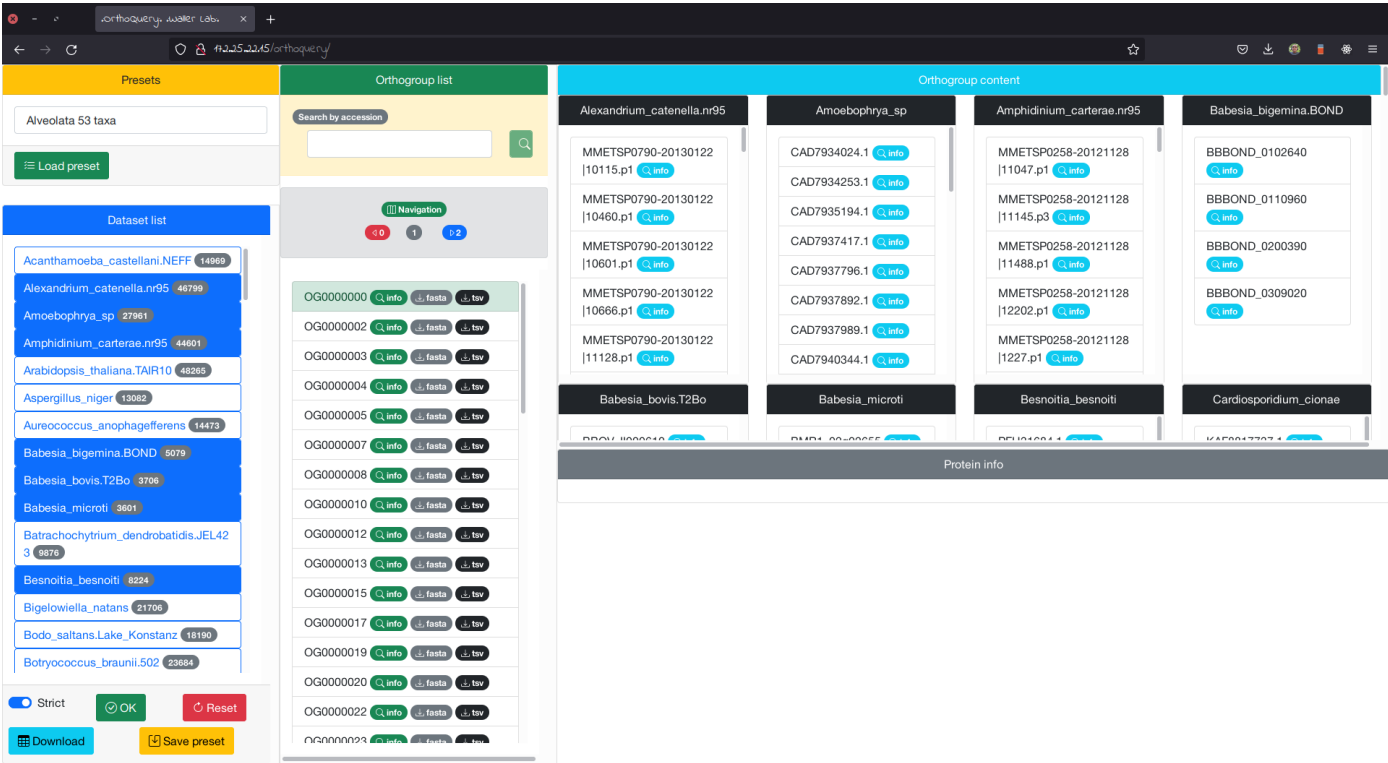 .orthoquery. .waller Lab.
172.25.22.15/orthoquery/
Presets
Alveolata 53 taxa
Load preset
Dataset list
Acanthamoeba_castellani.NEFF 14969
Alexandrium_catenella.nr95 46799
Amoebophrya_sp 27961
Amphidinium_carterae.nr95 44601
Arabidopsis_thaliana.TAIR10 48265
Aspergillus_niger 13082
Aureococcus_anophagefferens 14473
Babesia_bigemina.BOND 5079
Babesia_bovis.T2Bo 3706
Babesia_microti 3601
Batrachochytrium_dendrobatidis.JEL42
3 9876
Besnoitia_besnoiti 8224
Bigelowiella_natans 21706
Bodo_saltans.Lake_Konstanz 18190
Botryococcus_braunii.502 23684
Strict
OK
Reset
Download
Save preset
Orthogroup list
Search by accession
Navigation
0 1 2
OG0000000 info fasta tsv
OG0000002 info fasta tsv
OG0000003 info fasta tsv
OG0000004 info fasta tsv
OG0000005 info fasta tsv
OG0000007 info fasta tsv
OG0000008 info fasta tsv
OG0000010 info fasta tsv
OG0000012 info fasta tsv
OG0000013 info fasta tsv
OG0000015 info fasta tsv
OG0000017 info fasta tsv
OG0000019 info fasta tsv
OG0000020 info fasta tsv
OG0000022 info fasta tsv
OG0000023 info fasta tsv
Orthogroup content
Alexandrium_catenella.nr95
MMETSP0790-20130122
|10115.p1 info
MMETSP0790-20130122
|10460.p1 info
MMETSP0790-20130122
|10601.p1 info
MMETSP0790-20130122
|10666.p1 info
MMETSP0790-20130122
|11128.p1 info
Amoebophrya_sp
CAD7934024.1 info
CAD7934253.1 info
CAD7935194.1 info
CAD7937417.1 info
CAD7937796.1 info
CAD7937892.1 info
CAD7937989.1 info
CAD7940344.1 info
Amphidinium_carterae.nr95
MMETSP0258-20121128
|11047.p1 info
MMETSP0258-20121128
|11145.p3 info
MMETSP0258-20121128
|11488.p1 info
MMETSP0258-20121128
|12202.p1 info
MMETSP0258-20121128
|1227.p1 info
Babesia_bigemina.BOND
BBBOND_0102640
info
BBBOND_0110960
info
BBBOND_0200390
info
BBBOND_0309020
info
Babesia_bovis.T2Bo
Babesia_microti
Besnoitia_besnoiti
Cardiosporidium_cionae
Protein info